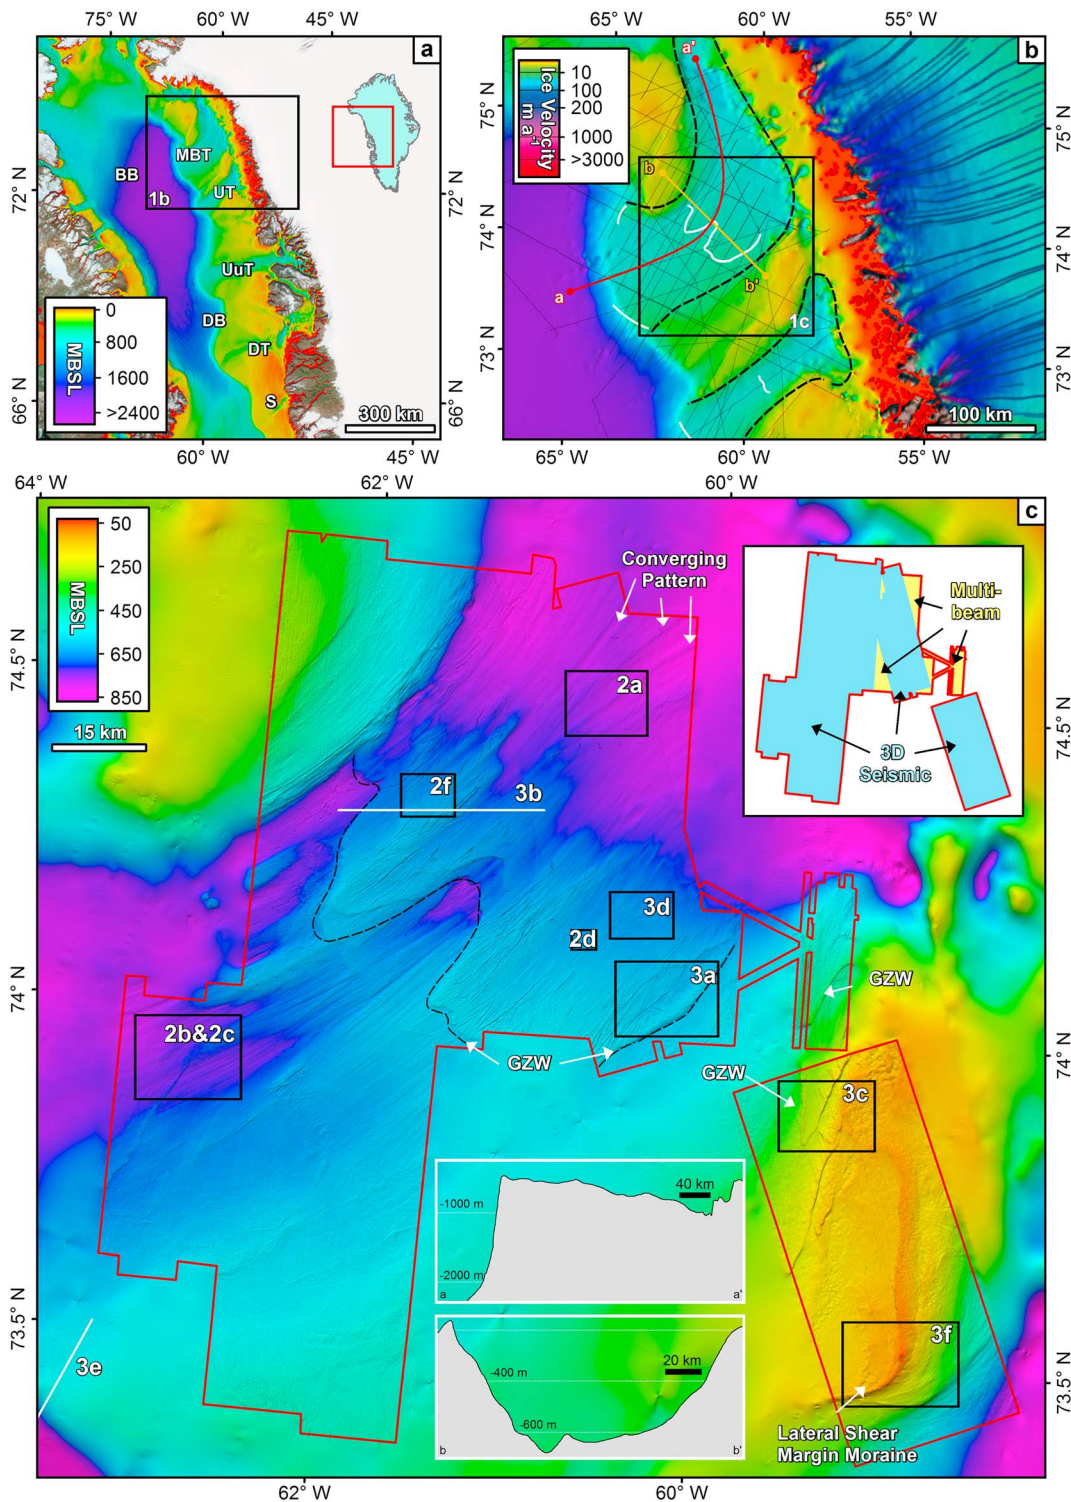 75° W
60° W
45° W
65° W
60° W
a
b
72° N
66° N
72° N
66° N
75° N
74° N
73° N
75° N
74° N
73° N
MBT
BB
1b
UT
UuT
DB
DT
S
0
800
1600
>2400
MBSL
300 km
60° W
45° W
Ice Velocity
m a⁻¹
10
100
200
1000
>3000
a'
b
a
b'
1c
100 km
65° W
60° W
55° W
64° W
62° W
60° W
c
50
250
450
650
850
MBSL
15 km
74.5° N
74° N
73.5° N
74.5° N
74° N
73.5° N
Converging
Pattern
Multi-
beam
3D
Seismic
2a
2f
3b
3d
2d
3a
2b&2c
GZW
GZW
GZW
3c
3f
3e
Lateral Shear
Margin Moraine
40 km
-1000 m
-2000 m
a
a'
20 km
-400 m
-600 m
b
b'
62° W
60° W